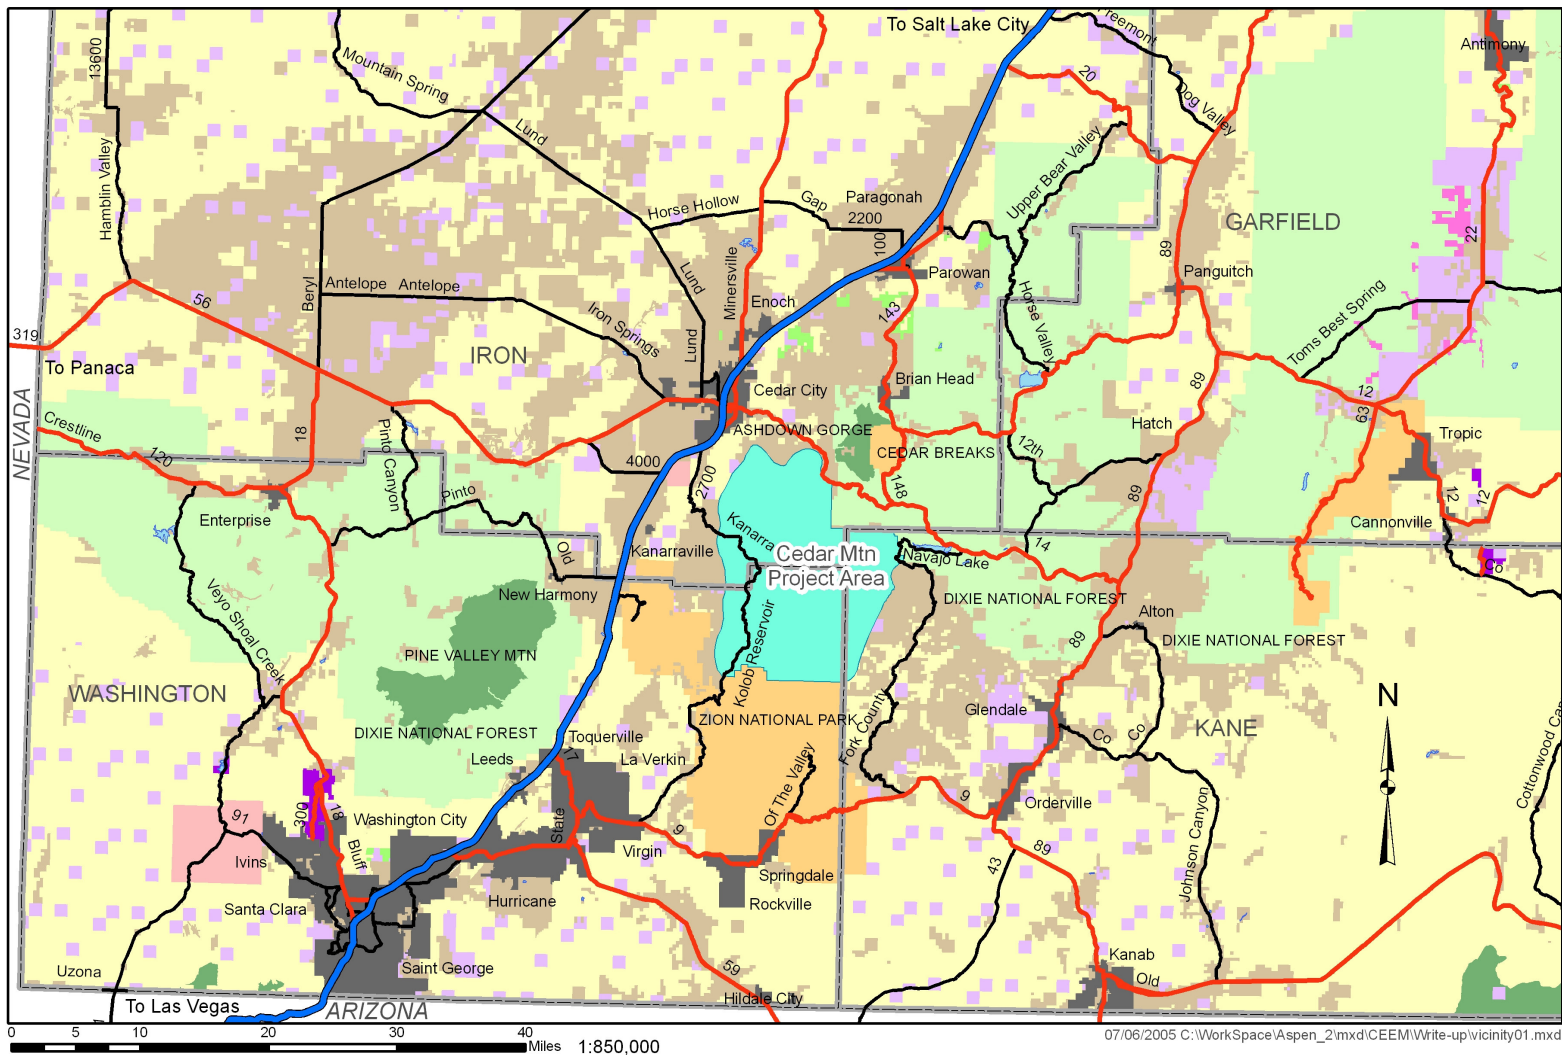 To Salt Lake City
Freemont
Antimony
13600
Mountain Spring
20
Dog Valley
Lund
Hamblin Valley
Upper Bear Valley
Horse Hollow
Gap
Paragonah
2200
100
GARFIELD
22
89
Panguitch
Parowan
Lund
Minersville
Antelope
Antelope
Beryl
Enoch
143
Horse Valley
Toms Best Spring
56
Iron Springs
Lund
319
IRON
To Panaca
Brian Head
Cedar City
89
12
63
NEVADA
Crestline
18
Pinto Canyon
ASHDOWN GORGE
Hatch
Tropic
12th
CEDAR BREAKS
120
4000
2700
148
89
12
12
Pinto
Enterprise
Kanarra
Cannonville
Old
Kanarraville
Cedar Mtn
Project Area
Navajo Lake
14
Co
New Harmony
DIXIE NATIONAL FOREST
Alton
Veyo Shoal Creek
Kolob Reservoir
89
DIXIE NATIONAL FOREST
PINE VALLEY MTN
WASHINGTON
N
ZION NATIONAL PARK
Fork County
Glendale
KANE
DIXIE NATIONAL FOREST
Toquerville
Co
Co
Leeds
17
La Verkin
Of The Valley
Cottonwood Can
300
18
91
Washington City
State
9
9
Orderville
Johnson Canyon
Bluff
Ivins
Virgin
89
43
Springdale
Santa Clara
Hurricane
Rockville
Uzona
Saint George
59
Kanab
Old
Hildale City
To Las Vegas
ARIZONA
0 5 10 20 30 40
Miles 1:850,000
07/06/2005 C:\WorkSpace\Aspen_2\mxd\CEEM\Write-up\vicinity01.mxd